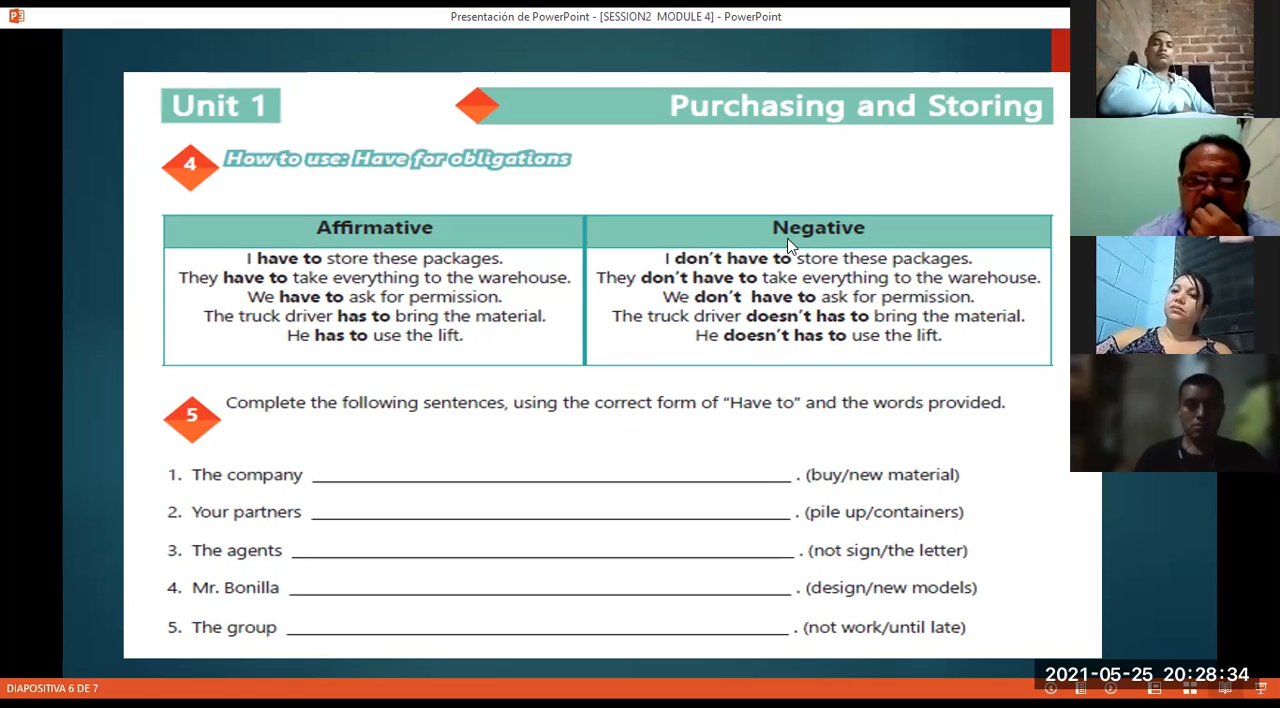 Presentación de PowerPoint - [SESSION2 MODULE 4] - PowerPoint
Unit 1
Purchasing and Storing
4
How to use: Have for obligations
Affirmative
I have to store these packages.
They have to take everything to the warehouse.
We have to ask for permission.
The truck driver has to bring the material.
He has to use the lift.
Negative
I don't have to store these packages.
They don't have to take everything to the warehouse.
We don't have to ask for permission.
The truck driver doesn't has to bring the material.
He doesn't has to use the lift.
5
Complete the following sentences, using the correct form of “Have to” and the words provided.
1. The company ______________________________ . (buy/new material)
2. Your partners ______________________________ . (pile up/containers)
3. The agents ______________________________ . (not sign/the letter)
4. Mr. Bonilla ______________________________ . (design/new models)
5. The group ______________________________ . (not work/until late)
2021-05-25 20:28:34
DIAPOSITIVA 6 DE 7